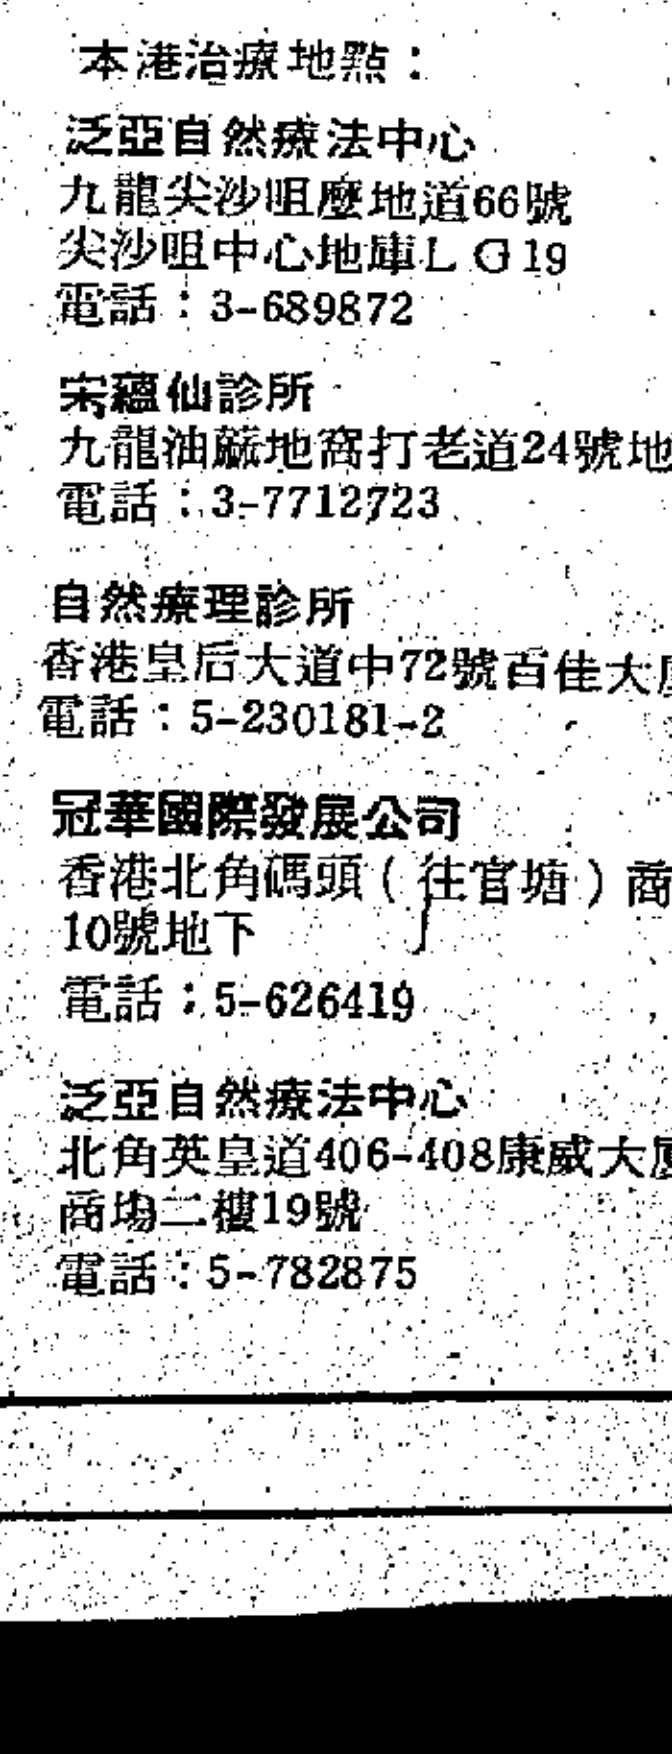 本港治療地點：
泛亞自然療法中心
九龍尖沙咀麼地道66號
尖沙咀中心地庫LG19
電話：3-689872
宋蘊仙診所
九龍油蔴地窩打老道24號地
電話：3-7712723
自然療理診所
香港皇后大道中72號百佳大
電話：5-230181-2
冠華國際發展公司
香港北角碼頭（往官塘）商
10號地下
電話：5-626419
泛亞自然療法中心
北角英皇道406-408康威大
商場二樓19號
電話：5-782875